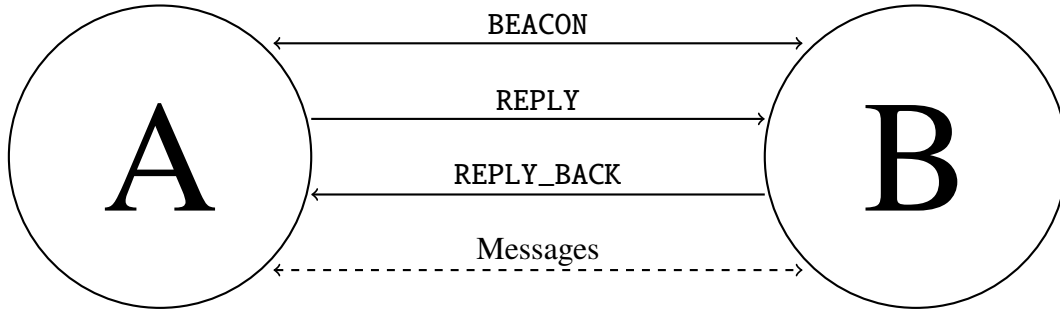 BEACON
REPLY
A
B
REPLY_BACK
Messages